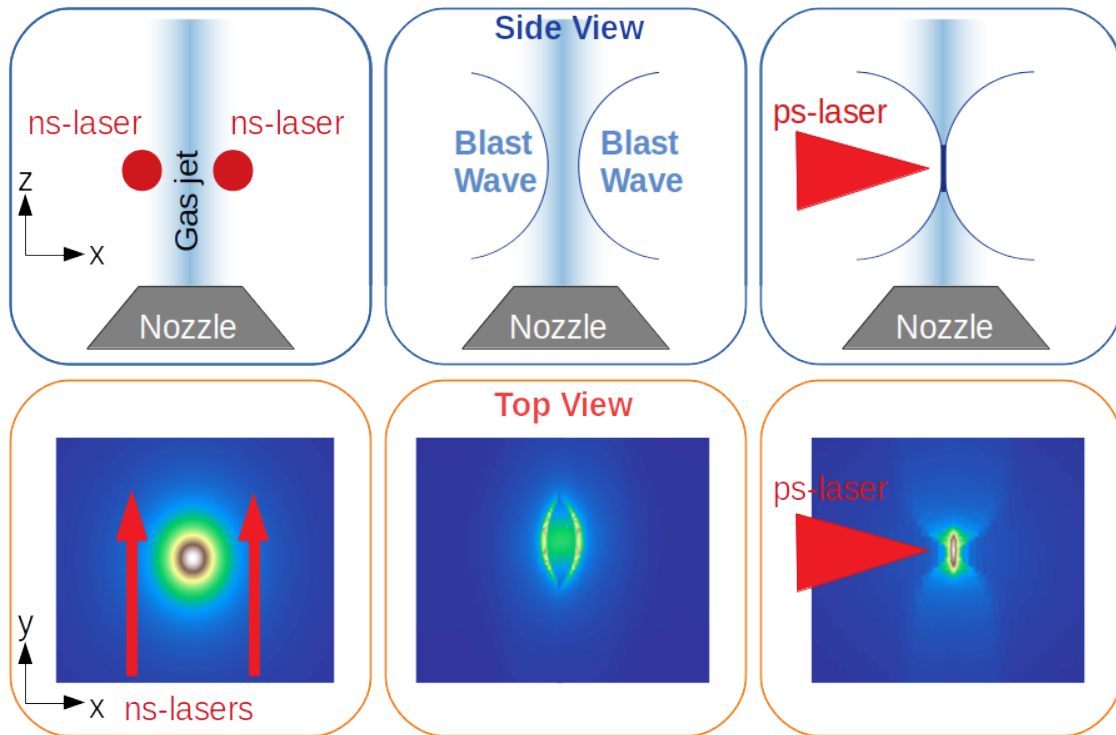 Side View
ns-laser
ns-laser
Gas jet
z
x
Nozzle
Blast
Wave
Blast
Wave
Nozzle
ps-laser
Nozzle
Top View
y
x
ns-lasers
ps-laser